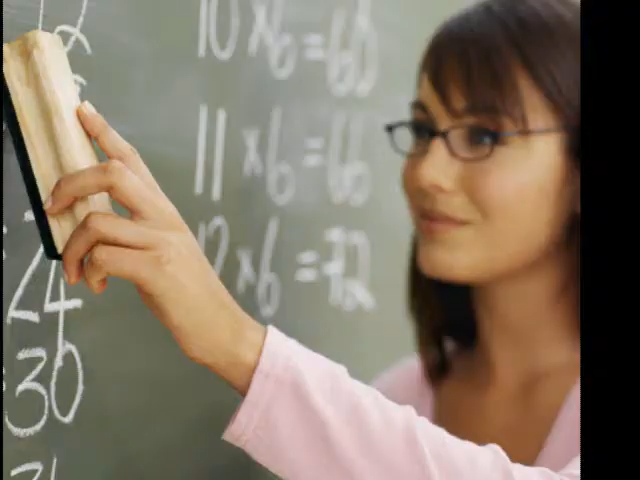 10 x 6 = 60
11 x 6 = 66
12 x 6 = 72
24
30